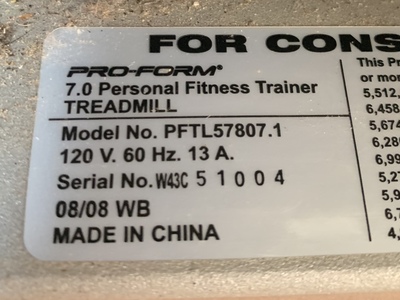 FOR CONS
PRO-FORM®
7.0 Personal Fitness Trainer
TREADMILL
Model No. PFTL57807.1
120 V. 60 Hz. 13 A.
Serial No. W43C 51004
08/08 WB
MADE IN CHINA
This Pr
or more
5,512,
6,458
5,674
6,280
6,99
5,27
5,9
6,7
4,